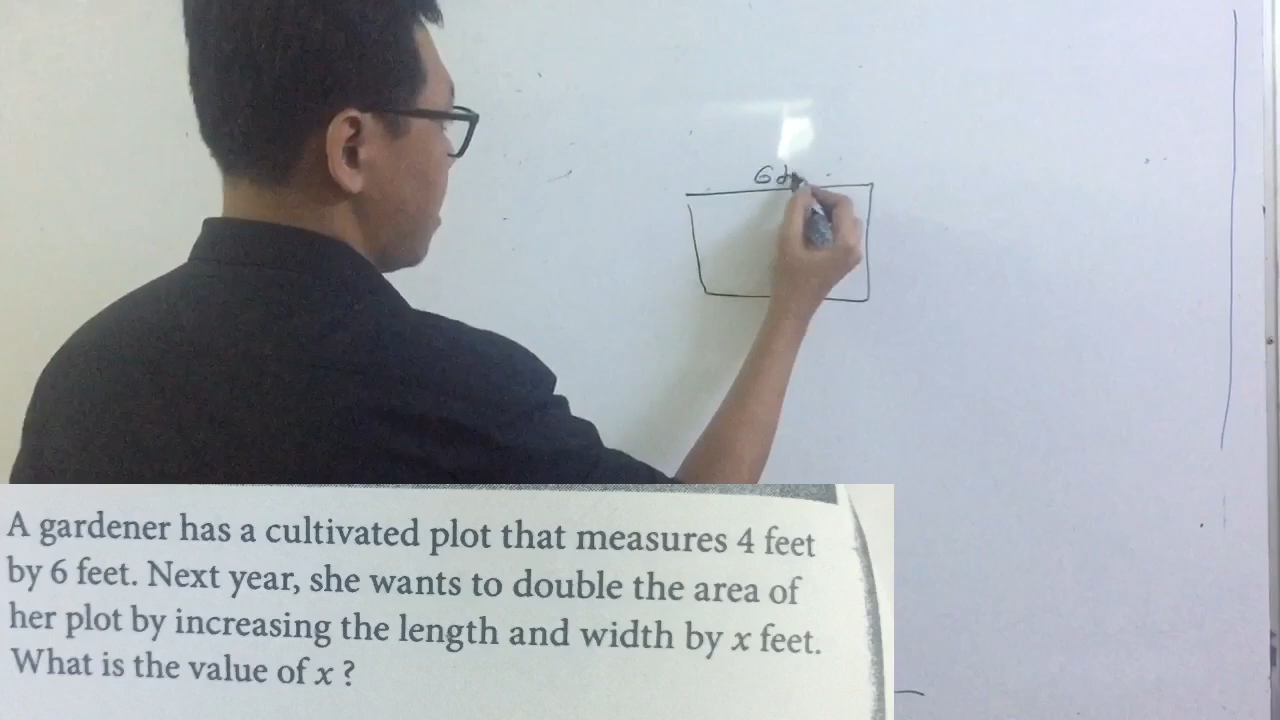 A gardener has a cultivated plot that measures 4 feet
by 6 feet. Next year, she wants to double the area of
her plot by increasing the length and width by x feet.
What is the value of x ?